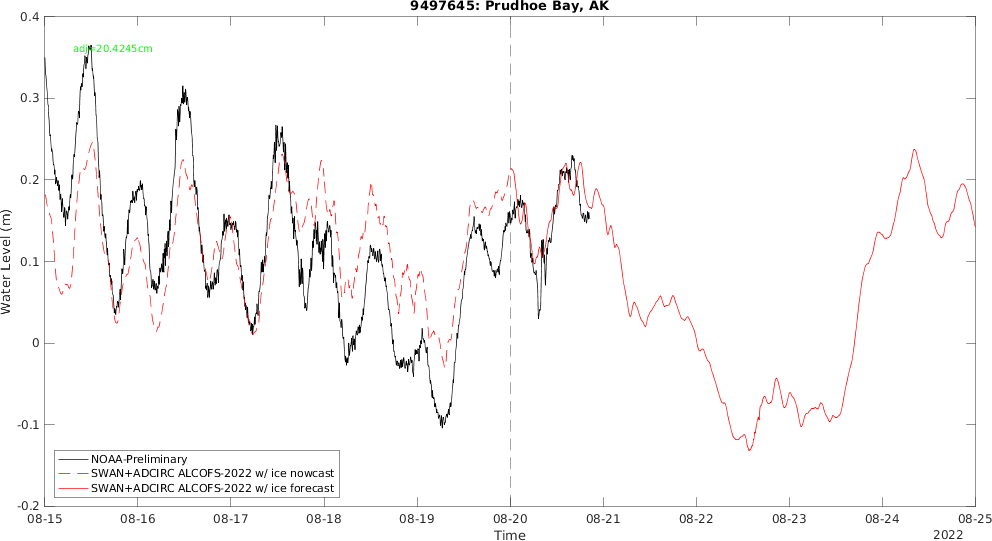 9497645: Prudhoe Bay, AK
adj=20.4245cm
0.4
0.3
0.2
0.1
0
-0.1
-0.2
Water Level (m)
NOAA-Preliminary
SWAN+ADCIRC ALCOFS-2022 w/ ice nowcast
SWAN+ADCIRC ALCOFS-2022 w/ ice forecast
08-15 08-16 08-17 08-18 08-19 08-20 08-21 08-22 08-23 08-24 08-25
Time
2022